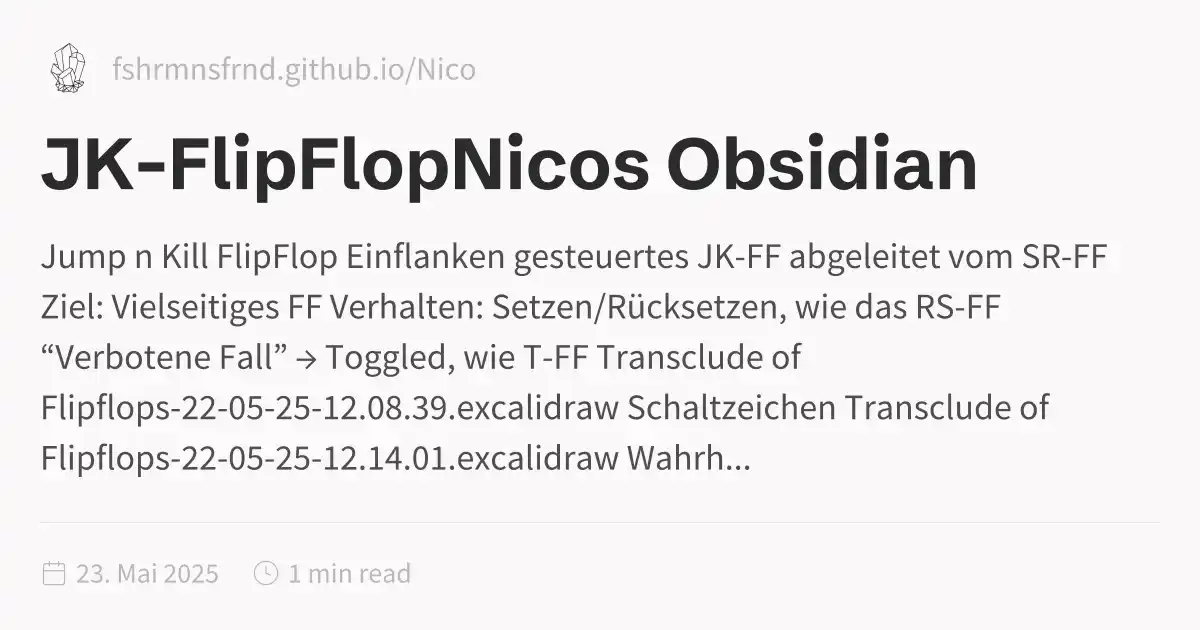 fshrmnsfrnd.github.io/Nico
JK-FlipFlopNicos Obsidian
Jump n Kill FlipFlop Einflanken gesteuertes JK-FF abgeleitet vom SR-FF
Ziel: Vielseitiges FF Verhalten: Setzen/Rücksetzen, wie das RS-FF
“Verbotene Fall” → Toggled, wie T-FF Transclude of
Flipflops-22-05-25-12.08.39.excalidraw Schaltzeichen Transclude of
Flipflops-22-05-25-12.14.01.excalidraw Wahrh...
23. Mai 2025 1 min read